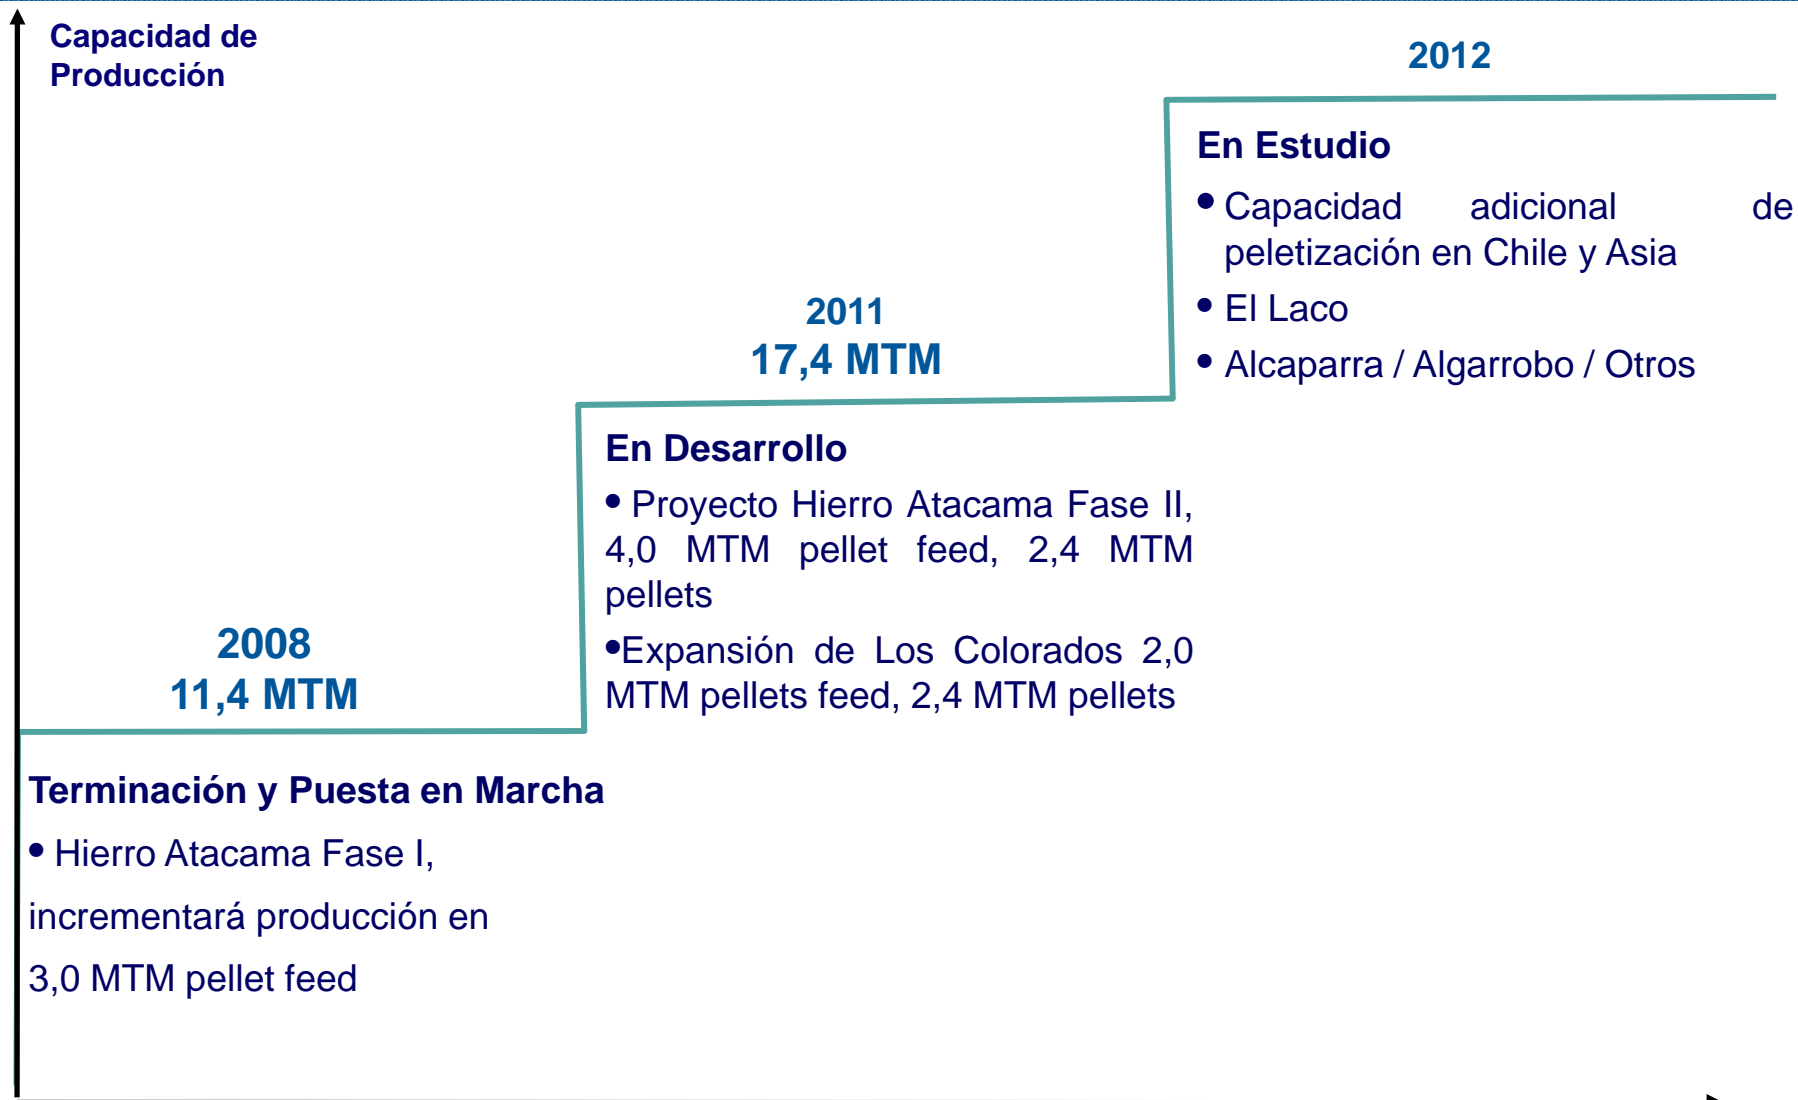 Capacidad de
Producción
2012
En Estudio
• Capacidad adicional de
peletización en Chile y Asia
• El Laco
• Alcaparra / Algarrobo / Otros
2011
17,4 MTM
En Desarrollo
• Proyecto Hierro Atacama Fase II,
4,0 MTM pellet feed, 2,4 MTM
pellets
•Expansión de Los Colorados 2,0
MTM pellets feed, 2,4 MTM pellets
2008
11,4 MTM
Terminación y Puesta en Marcha
• Hierro Atacama Fase I,
incrementará producción en
3,0 MTM pellet feed